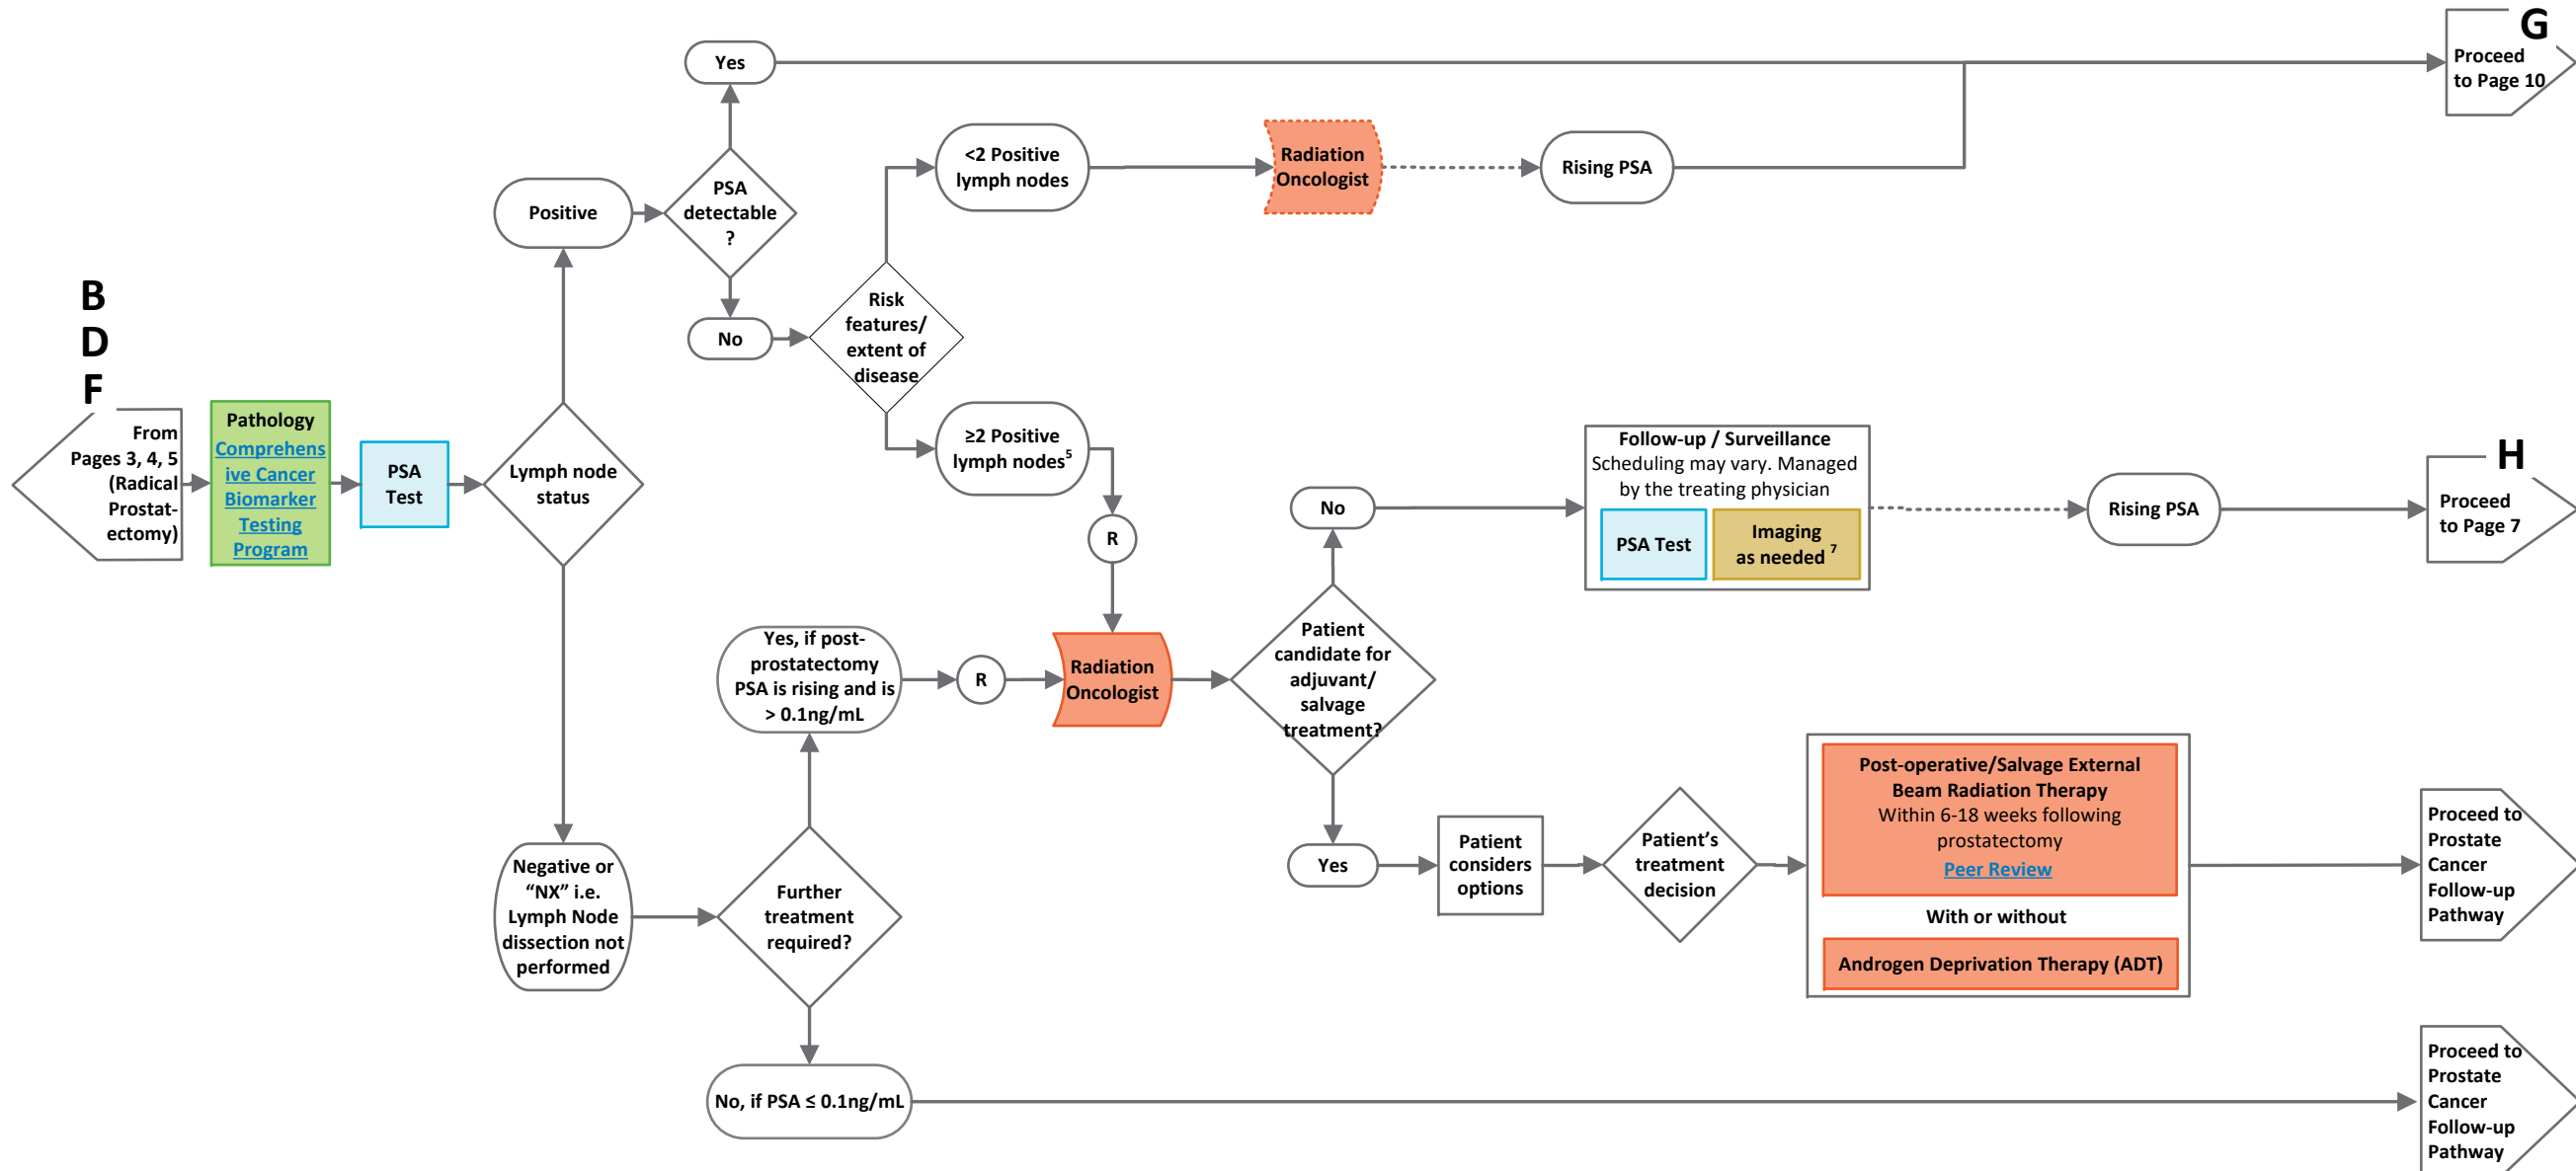 G
Proceed
to Page 10
Yes
<2 Positive
lymph nodes
Radiation
Oncologist
Rising PSA
PSA
detectable
?
Positive
No
Risk
features/
extent of
disease
B
D
F
From
Pages 3, 4, 5
(Radical
Prostat-
ectomy)
Pathology
Comprehens
ive Cancer
Biomarker
Testing
Program
PSA
Test
Lymph node
status
≥2 Positive
lymph nodes5
R
No
Follow-up / Surveillance
Scheduling may vary. Managed
by the treating physician
PSA Test
Imaging
as needed 7
Rising PSA
H
Proceed
to Page 7
Yes, if post-
prostatectomy
PSA is rising and is
> 0.1ng/mL
R
Radiation
Oncologist
Patient
candidate for
adjuvant/
salvage
treatment?
Yes
Patient
considers
options
Patient's
treatment
decision
Post-operative/Salvage External
Beam Radiation Therapy
Within 6-18 weeks following
prostatectomy
Peer Review
With or without
Androgen Deprivation Therapy (ADT)
Proceed to
Prostate
Cancer
Follow-up
Pathway
Negative or
“NX” i.e.
Lymph Node
dissection not
performed
Further
treatment
required?
No, if PSA ≤ 0.1ng/mL
Proceed to
Prostate
Cancer
Follow-up
Pathway